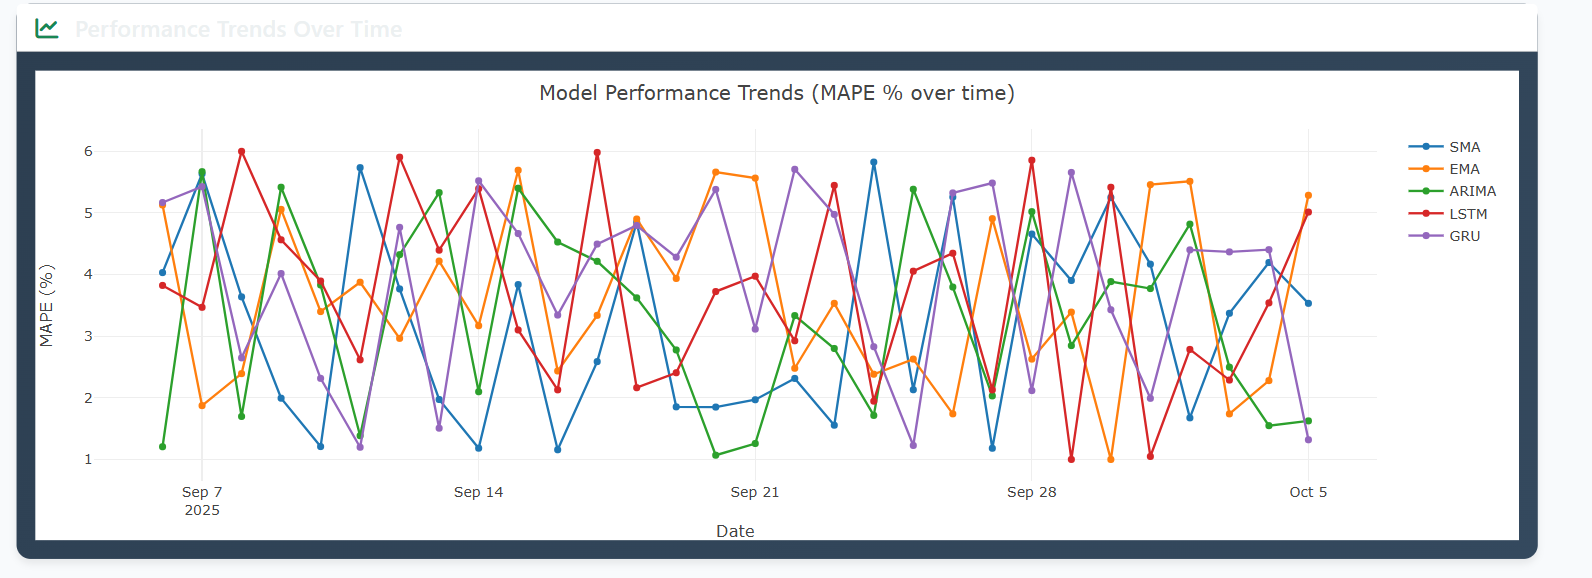 Performance Trends Over Time
Model Performance Trends (MAPE % over time)
MAPE (%)
6
5
4
3
2
1
Sep 7
2025
Sep 14
Sep 21
Sep 28
Oct 5
Date
SMA
EMA
ARIMA
LSTM
GRU